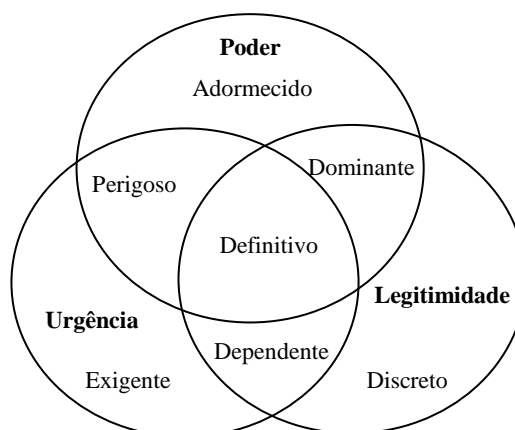 Poder
Adormecido
Perigoso
Dominante
Definitivo
Urgência
Legitimidade
Dependente
Exigente
Discreto